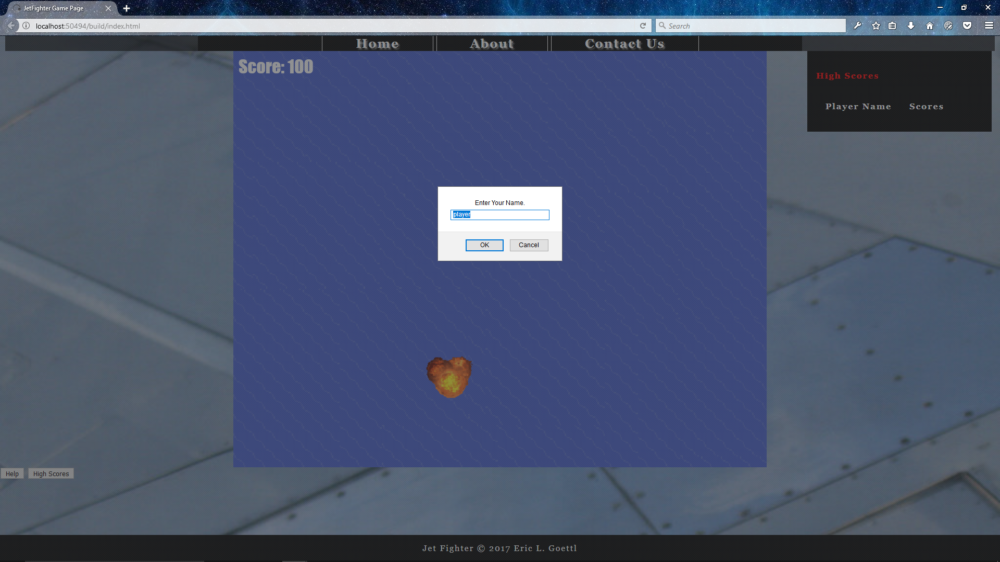 JetFighter Game Page
localhost:50494/build/index.html
Search
Home
About
Contact Us
Score: 100
High Scores
Player Name Scores
Enter Your Name.
player
OK
Cancel
Help
High Scores
Jet Fighter © 2017 Eric L. Goettl